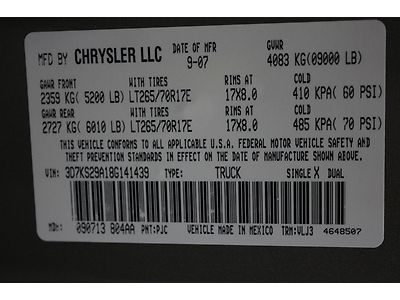 MFD BY CHRYSLER LLC DATE OF MFR GVWR
9-07 4083 KG(09000 LB)
GAWR FRONT WITH TIRES RIMS AT COLD
2359 KG( 5200 LB) LT265/70R17E 17X8.0 410 KPA( 60 PSI)
GAWR REAR WITH TIRES RIMS AT COLD
2727 KG( 6010 LB) LT265/70R17E 17X8.0 485 KPA( 70 PSI)
THIS VEHICLE CONFORMS TO ALL APPLICABLE U.S.A. FEDERAL MOTOR VEHICLE SAFETY
AND THEFT PREVENTION STANDARDS IN EFFECT ON THE DATE OF MANUFACTURE SHOWN ABOVE
VIN: 3D7KS29A18G141439 TYPE: TRUCK SINGLE X DUAL
MDH: 090713 804AA PNT:PJC VEHICLE MADE IN MEXICO TRM:VLJ3 4648507